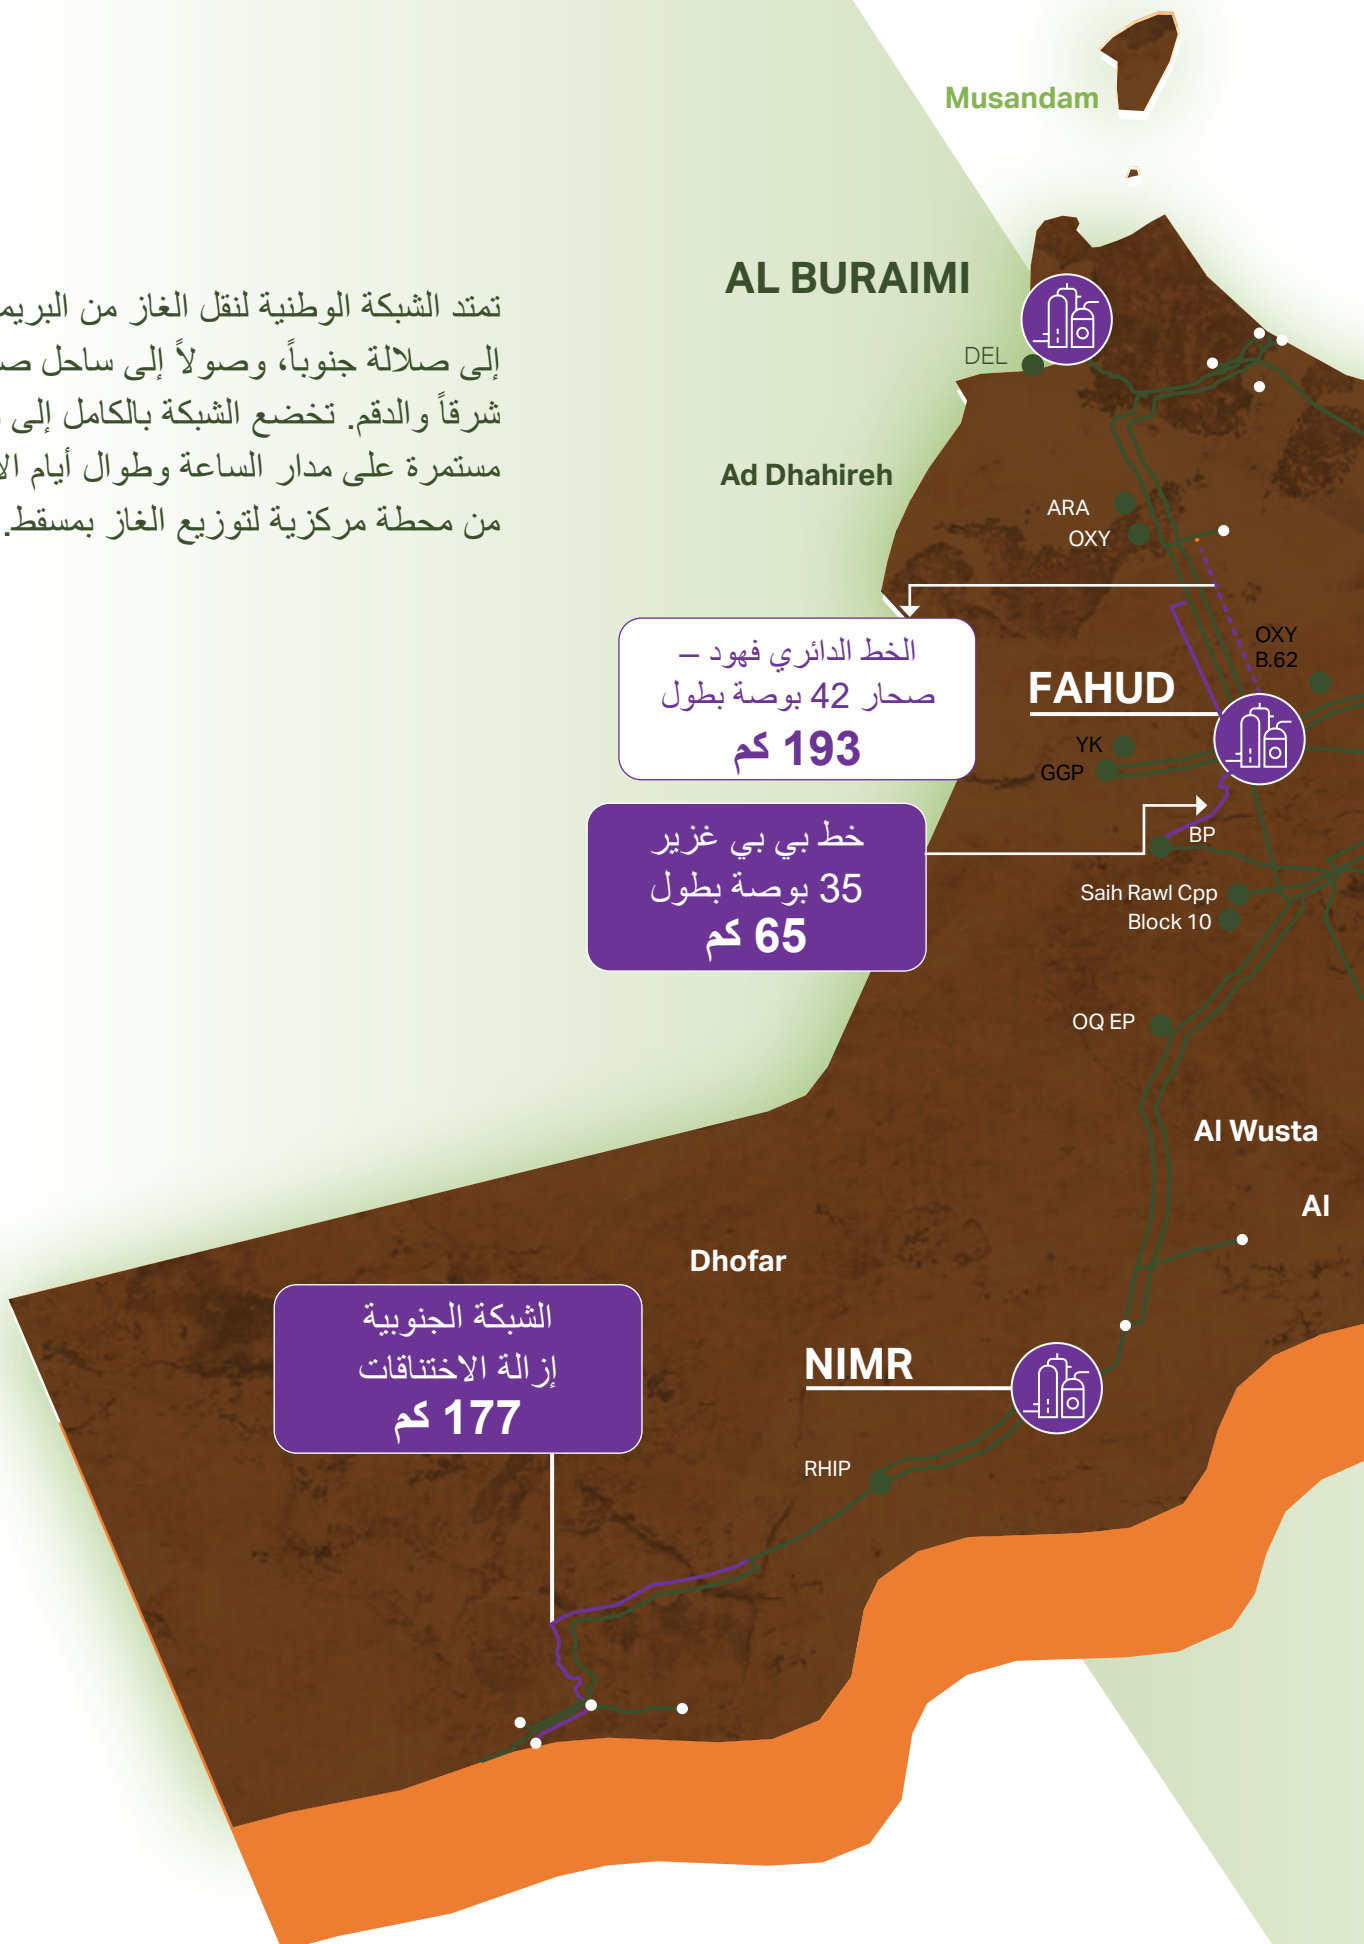 Musandam
AL BURAIMI
DEL
تمتد الشبكة الوطنية لنقل الغاز من
إلى صلالة جنوباً، وصولاً إلى ساحل
شرقاً والدقم. تخضع الشبكة بالكامل إلى
مستمرة على مدار الساعة وطوال أيام
من محطة مركزية لتوزيع الغاز بمسقط.
Ad Dhahireh
ARA
OXY
الخط الدائري فهود –
صحار 42 بوصة بطول
193 كم
OXY
B.62
FAHUD
YK
GGP
خط بي بي غزير
35 بوصة بطول
65 كم
BP
Saih Rawl Cpp
Block 10
OQ EP
Al Wusta
Al
Dhofar
الشبكة الجنوبية
إزالة الاختناقات
177 كم
NIMR
RHIP